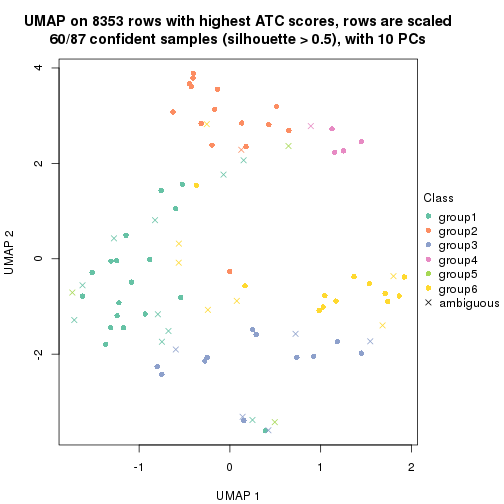 UMAP on 8353 rows with highest ATC scores, rows are scaled
60/87 confident samples (silhouette > 0.5), with 10 PCs
4
2
0
-2
UMAP 2
-1
0
1
2
UMAP 1
Class
group1
group2
group3
group4
group5
group6
ambiguous